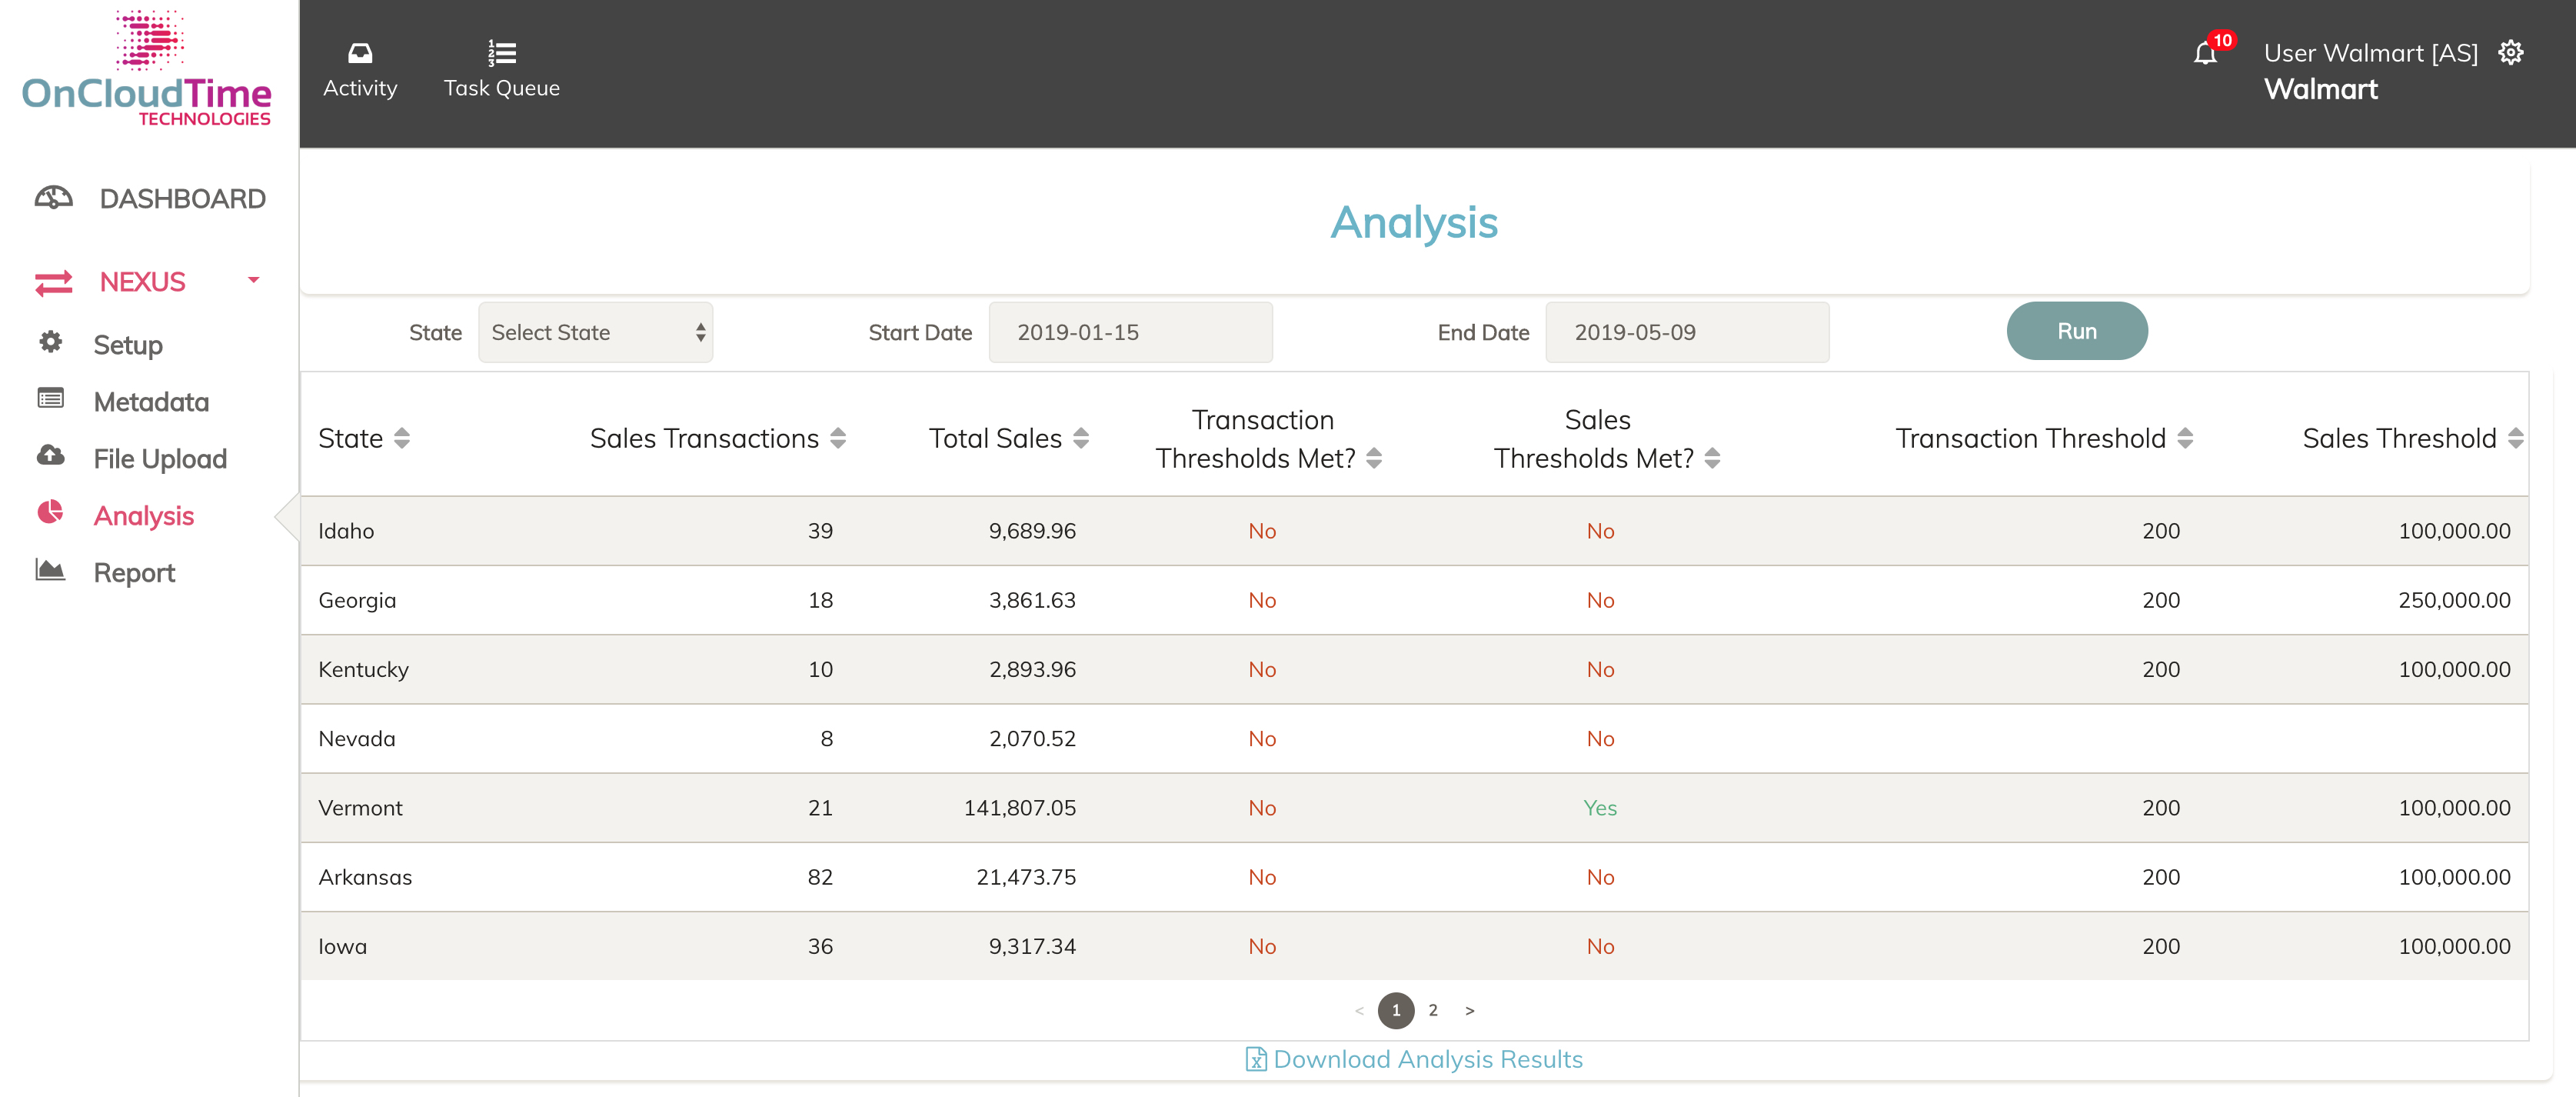 OnCloudTime
TECHNOLOGIES
Activity
Task Queue
10
User Walmart [AS]
Walmart
DASHBOARD
NEXUS
Setup
Metadata
File Upload
Analysis
Report
Analysis
State Select State Start Date 2019-01-15 End Date 2019-05-09 Run
State Sales Transactions Total Sales Transaction Thresholds Met? Sales Thresholds Met? Transaction Threshold Sales Threshold
Idaho 39 9,689.96 No No 200 100,000.00
Georgia 18 3,861.63 No No 200 250,000.00
Kentucky 10 2,893.96 No No 200 100,000.00
Nevada 8 2,070.52 No No
Vermont 21 141,807.05 No Yes 200 100,000.00
Arkansas 82 21,473.75 No No 200 100,000.00
Iowa 36 9,317.34 No No 200 100,000.00
< 1 2 >
Download Analysis Results